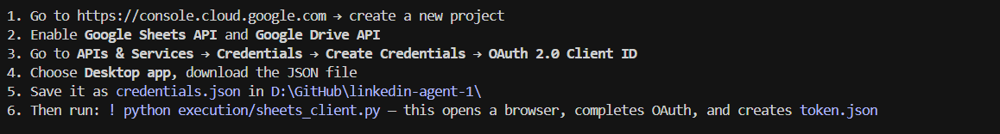 1. Go to https://console.cloud.google.com → create a new project
2. Enable Google Sheets API and Google Drive API
3. Go to APIs & Services → Credentials → Create Credentials → OAuth 2.0 Client ID
4. Choose Desktop app, download the JSON file
5. Save it as credentials.json in D:\GitHub\linkedin-agent-1\
6. Then run: ! python execution/sheets_client.py — this opens a browser, completes OAuth, and creates token.json